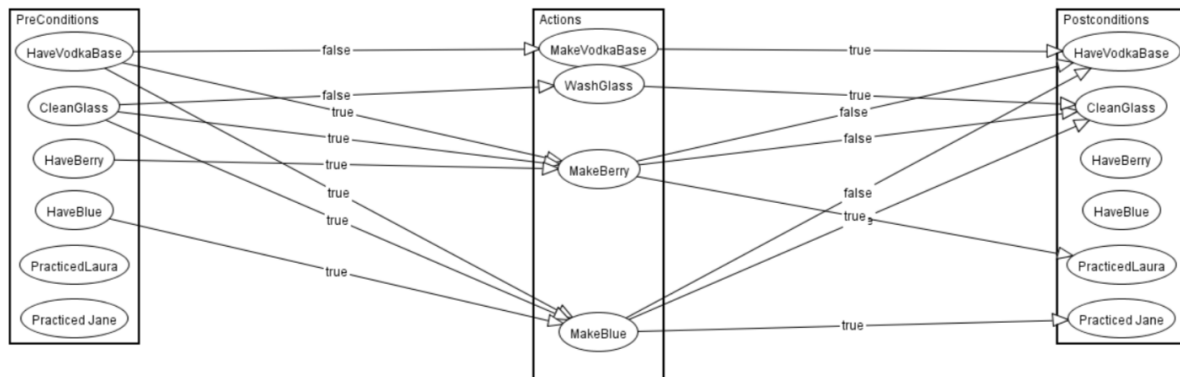 PreConditions
HaveVodkaBase
CleanGlass
HaveBerry
HaveBlue
PracticedLaura
Practiced Jane
false
false
true
true
true
true
true
true
Actions
MakeVodkaBase
WashGlass
MakeBerry
MakeBlue
true
true
false
false
false
true
true
Postconditions
HaveVodkaBase
CleanGlass
HaveBerry
HaveBlue
PracticedLaura
Practiced Jane